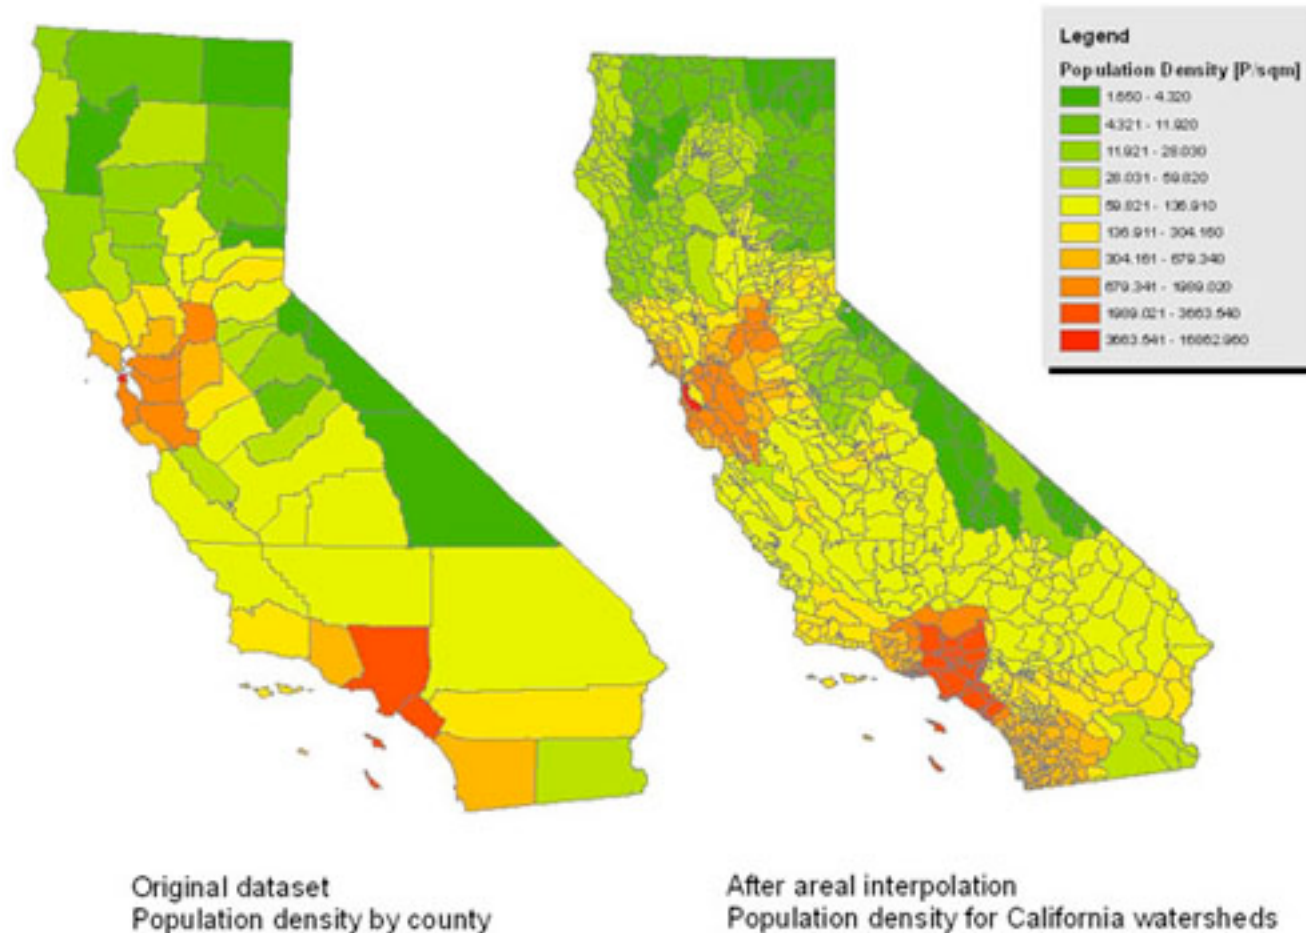 Legend
Population Density [P/sqm]
1.550 - 4.320
4.321 - 11.920
11.921 - 28.030
28.031 - 59.820
59.821 - 136.910
136.911 - 304.160
304.161 - 679.340
679.341 - 1989.020
1989.021 - 3663.540
3663.541 - 16862.960
Original dataset
Population density by county
After areal interpolation
Population density for California watersheds